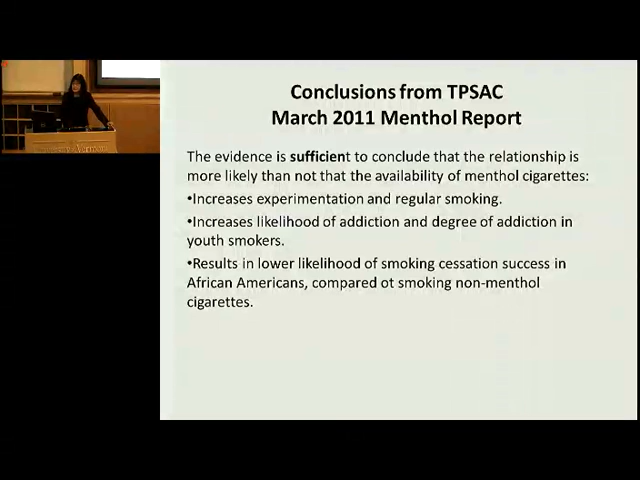 Conclusions from TPSAC
March 2011 Menthol Report
The evidence is sufficient to conclude that the relationship is
more likely than not that the availability of menthol cigarettes:
•Increases experimentation and regular smoking.
•Increases likelihood of addiction and degree of addiction in
youth smokers.
•Results in lower likelihood of smoking cessation success in
African Americans, compared ot smoking non-menthol
cigarettes.